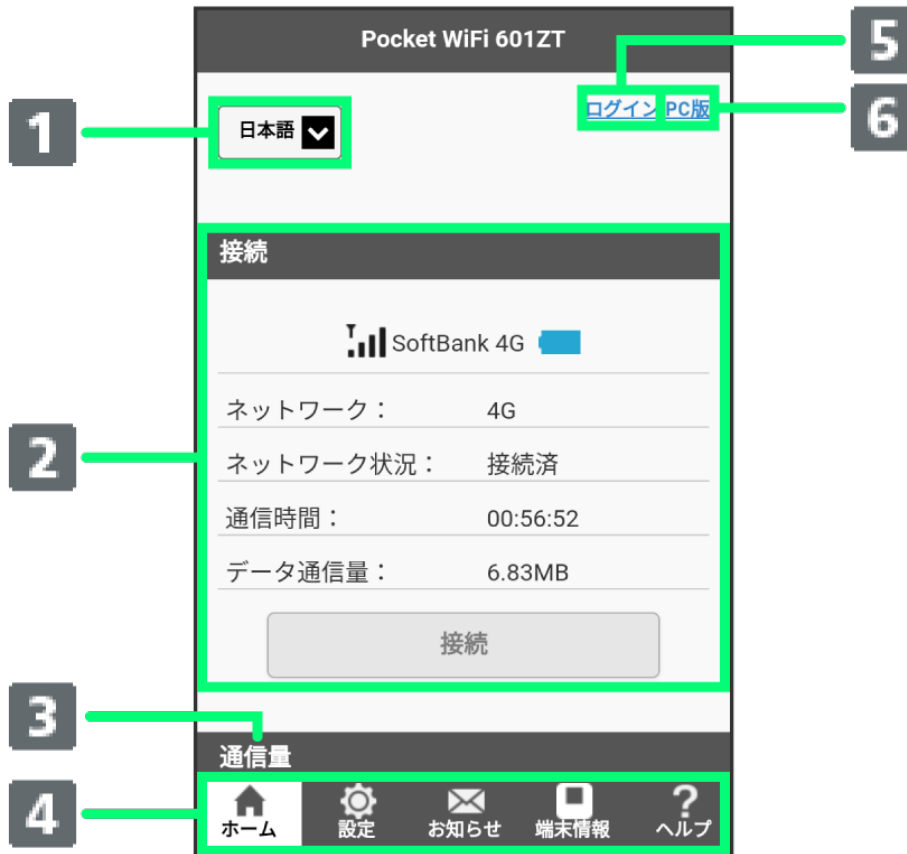 Pocket WiFi 601ZT
5
1
日本語
ログイン PC版
6
接続
SoftBank 4G
2
ネットワーク： 4G
ネットワーク状況： 接続済
通信時間： 00:56:52
データ通信量： 6.83MB
接続
3
通信量
4
ホーム 設定 お知らせ 端末情報 ヘルプ